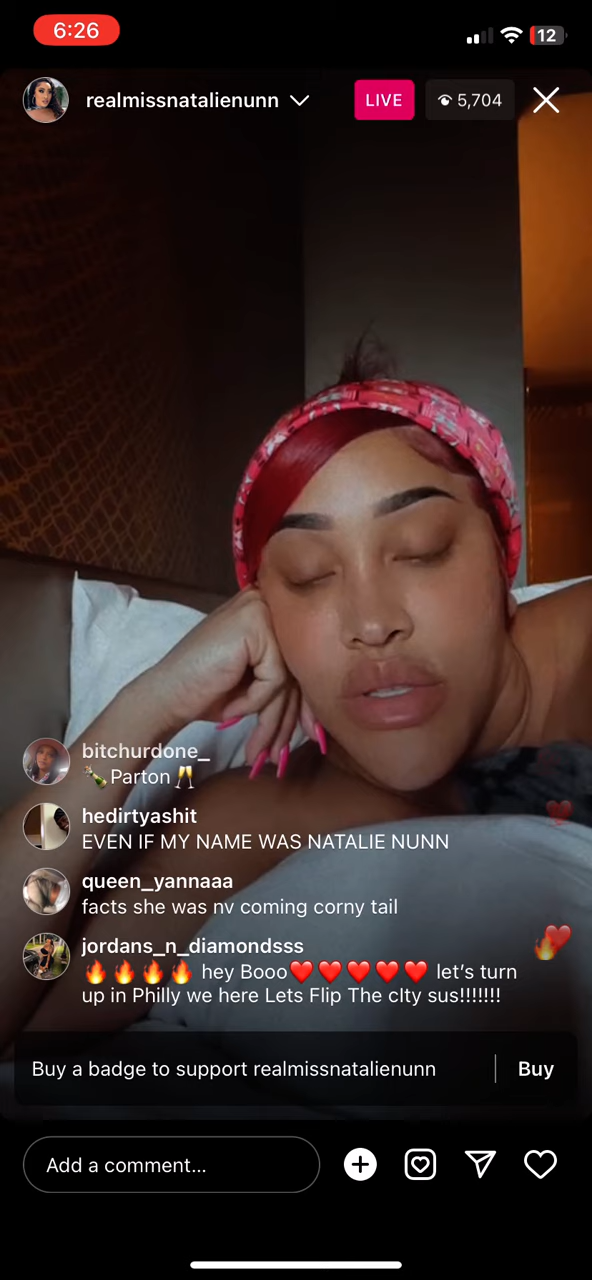 6:26
12
realmissnatalienunn
LIVE
5,704
bitchurdone_
🍾Parton🥂
hedirtyashit
EVEN IF MY NAME WAS NATALIE NUNN
queen_yannaaa
facts she was nv coming corny tail
jordans_n_diamondsss
🔥🔥🔥🔥 hey Booo❤️❤️❤️❤️❤️ let’s turn
up in Philly we here Lets Flip The cIty sus!!!!!!!
Buy a badge to support realmissnatalienunn
Buy
Add a comment...